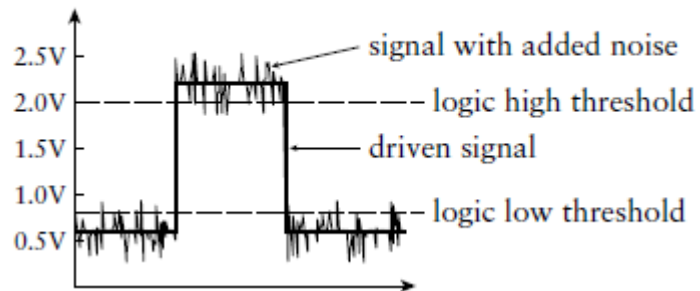 2.5V
signal with added noise
2.0V
logic high threshold
1.5V
driven signal
1.0V
logic low threshold
0.5V